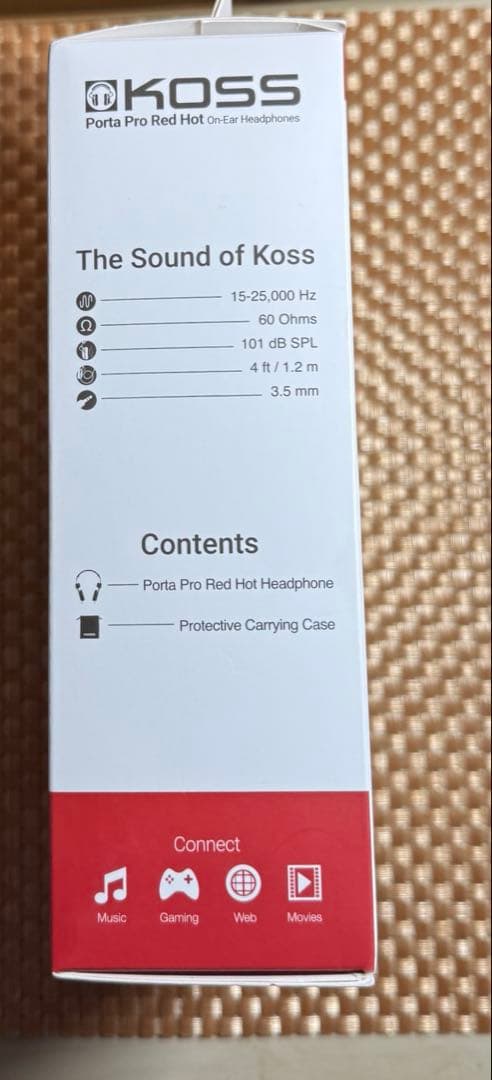 KOSS
Porta Pro Red Hot On-Ear Headphones
The Sound of Koss
15-25,000 Hz
Ω 60 Ohms
101 dB SPL
4 ft / 1.2 m
3.5 mm
Contents
Porta Pro Red Hot Headphone
Protective Carrying Case
Connect
Music Gaming Web Movies